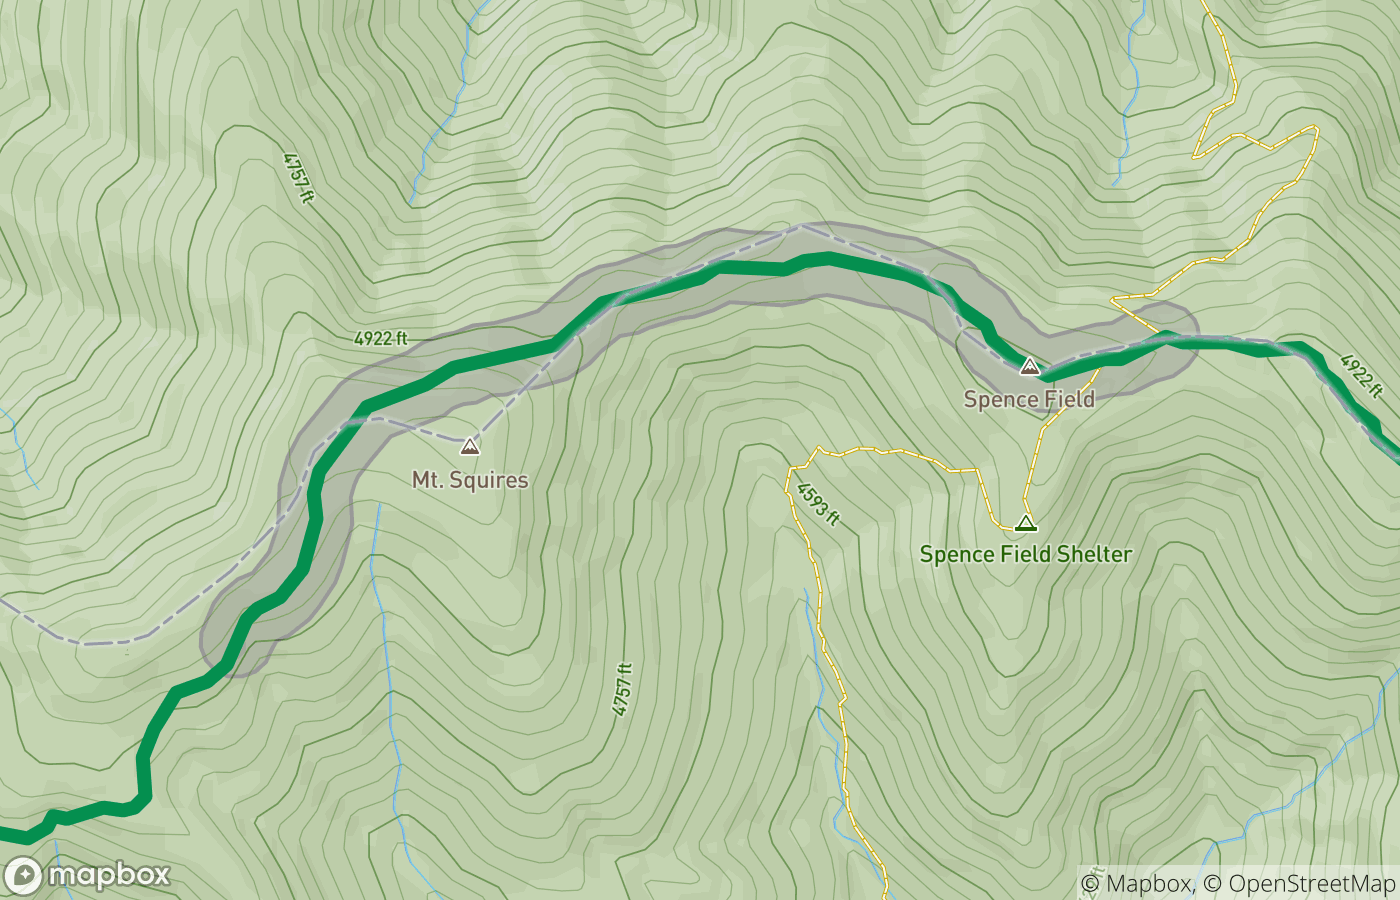 4757 ft
4922 ft
4922 ft
Spence Field
Mt. Squires
4593 ft
Spence Field Shelter
4757 ft
mapbox
© Mapbox, © OpenStreetMap